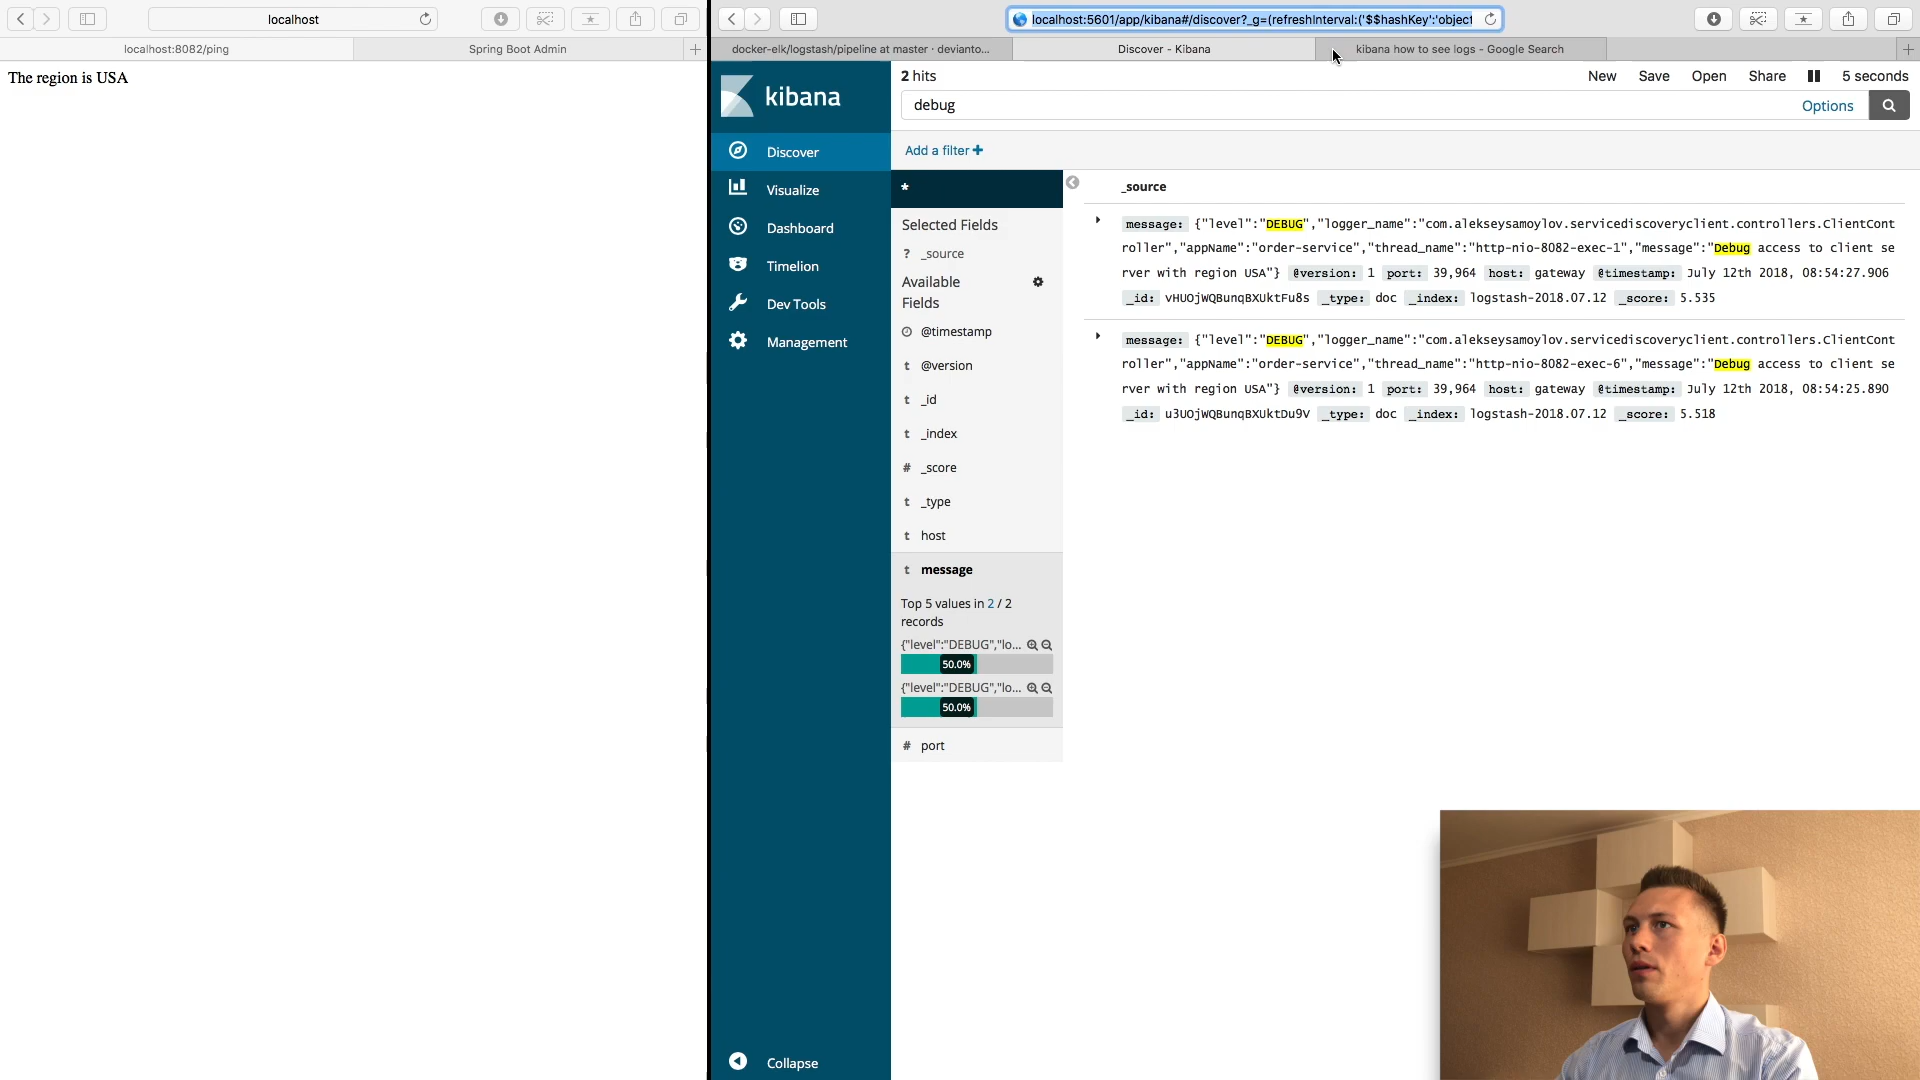 localhost
localhost:8082/ping
Spring Boot Admin
The region is USA
localhost:5601/app/kibana#/discover?_g=(refreshInterval:('$$hashKey':'object
docker-elk/logstash/pipeline at master · devianto...
Discover - Kibana
kibana how to see logs - Google Search
kibana
Discover
Visualize
Dashboard
Timelion
Dev Tools
Management
Collapse
2 hits
New Save Open Share 5 seconds
debug
Options
Add a filter +
*
Selected Fields
? _source
Available Fields
@timestamp
t @version
t _id
t _index
# _score
t _type
t host
t message
Top 5 values in 2 / 2
records
{"level":"DEBUG","lo...
50.0%
{"level":"DEBUG","lo...
50.0%
# port
_source
message: {"level":"DEBUG","logger_name":"com.alekseysamoylov.servicediscoveryclient.controllers.ClientCont
roller","appName":"order-service","thread_name":"http-nio-8082-exec-1","message":"Debug access to client se
rver with region USA"} @version: 1 port: 39,964 host: gateway @timestamp: July 12th 2018, 08:54:27.906
_id: vHUOjWQBunqBXUktFu8s _type: doc _index: logstash-2018.07.12 _score: 5.535
message: {"level":"DEBUG","logger_name":"com.alekseysamoylov.servicediscoveryclient.controllers.ClientCont
roller","appName":"order-service","thread_name":"http-nio-8082-exec-6","message":"Debug access to client se
rver with region USA"} @version: 1 port: 39,964 host: gateway @timestamp: July 12th 2018, 08:54:25.890
_id: u3UOjWQBunqBXUktDu9V _type: doc _index: logstash-2018.07.12 _score: 5.518